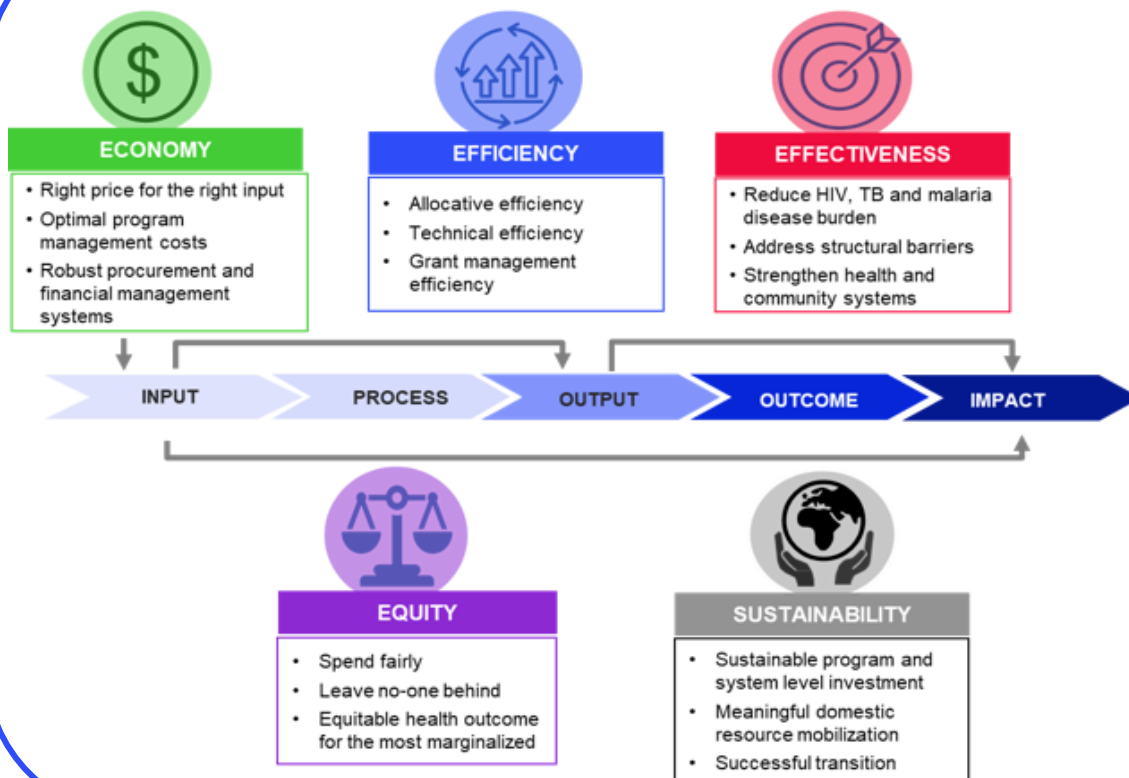 $
ECONOMY
• Right price for the right input
• Optimal program
management costs
• Robust procurement and
financial management
systems
EFFICIENCY
• Allocative efficiency
• Technical efficiency
• Grant management
efficiency
EFFECTIVENESS
• Reduce HIV, TB and malaria
disease burden
• Address structural barriers
• Strengthen health and
community systems
INPUT
PROCESS
OUTPUT
OUTCOME
IMPACT
EQUITY
• Spend fairly
• Leave no-one behind
• Equitable health outcome
for the most marginalized
SUSTAINABILITY
• Sustainable program and
system level investment
• Meaningful domestic
resource mobilization
• Successful transition